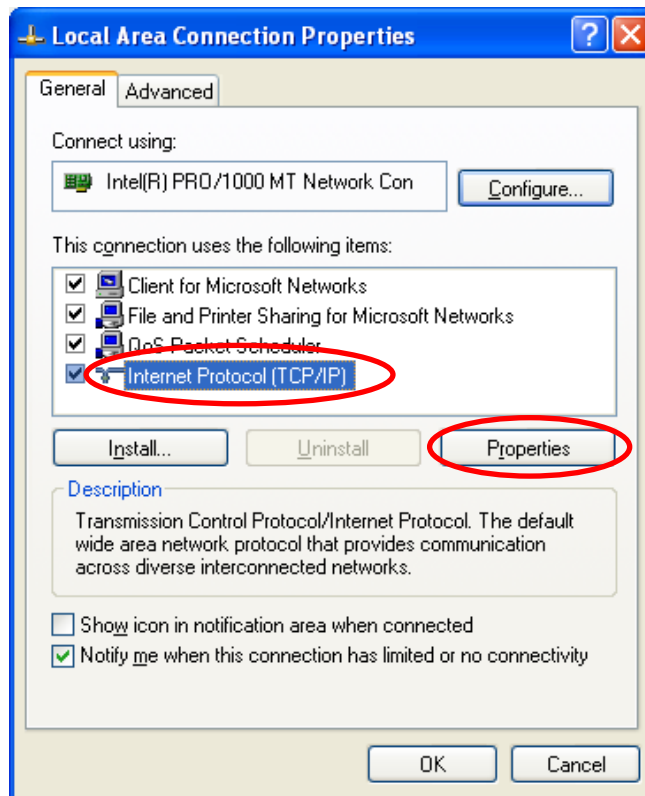 Local Area Connection Properties
General Advanced
Connect using:
Intel(R) PRO/1000 MT Network Con Configure...
This connection uses the following items:
Client for Microsoft Networks
File and Printer Sharing for Microsoft Networks
QoS Packet Scheduler
Internet Protocol (TCP/IP)
Install... Uninstall Properties
Description
Transmission Control Protocol/Internet Protocol. The default
wide area network protocol that provides communication
across diverse interconnected networks.
Show icon in notification area when connected
Notify me when this connection has limited or no connectivity
OK Cancel